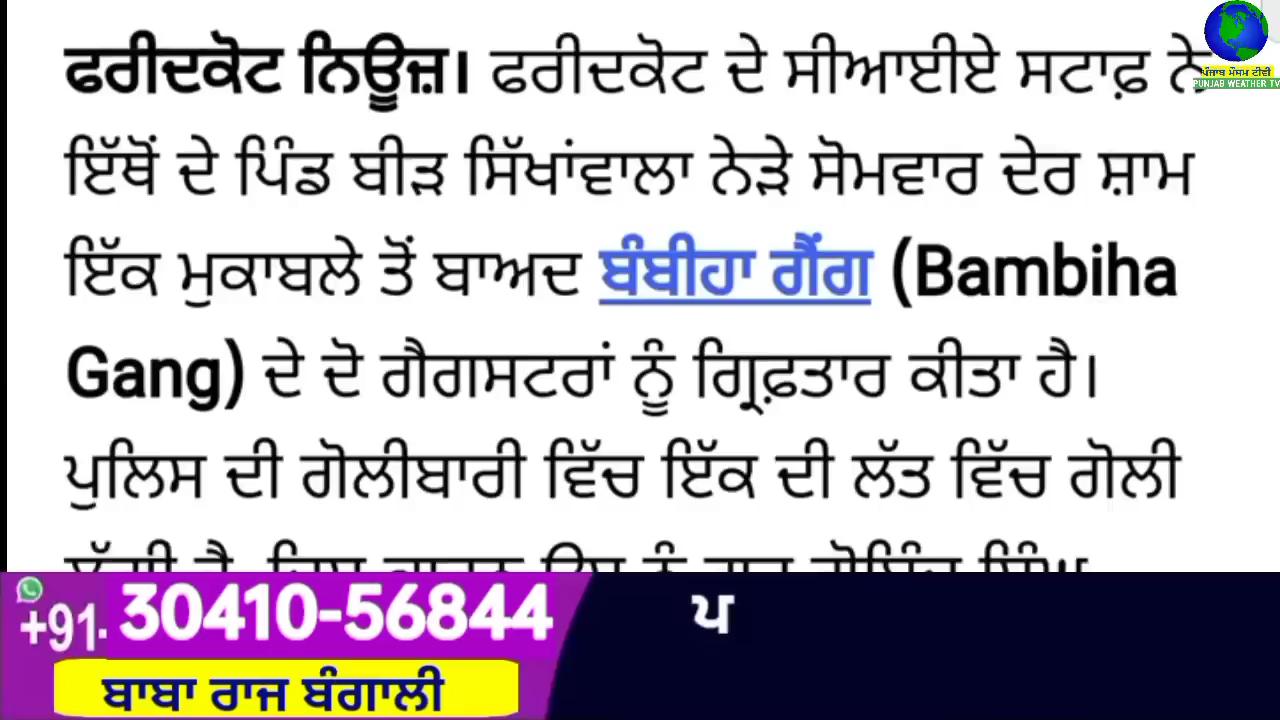 ਫਰੀਦਕੋਟ ਨਿਊਜ਼। ਫਰੀਦਕੋਟ ਦੇ ਸੀਆਈਏ ਸਟਾਫ਼ ਨੇ
ਇੱਥੋਂ ਦੇ ਪਿੰਡ ਬੀੜ ਸਿੱਖਾਂਵਾਲਾ ਨੇੜੇ ਸੋਮਵਾਰ ਦੇਰ ਸ਼ਾਮ
ਇੱਕ ਮੁਕਾਬਲੇ ਤੋਂ ਬਾਅਦ ਬੰਬੀਹਾ ਗੈਂਗ (Bambiha
Gang) ਦੇ ਦੋ ਗੈਗਸਟਰਾਂ ਨੂੰ ਗ੍ਰਿਫ਼ਤਾਰ ਕੀਤਾ ਹੈ।
ਪੁਲਿਸ ਦੀ ਗੋਲੀਬਾਰੀ ਵਿੱਚ ਇੱਕ ਦੀ ਲੱਤ ਵਿੱਚ ਗੋਲੀ
ਪੰਜਾਬ ਮੌਸਮ ਟੀਵੀ
PUNJAB WEATHER TV
+91- 30410-56844
ਬਾਬਾ ਰਾਜ ਬੰਗਾਲੀ
ਪ